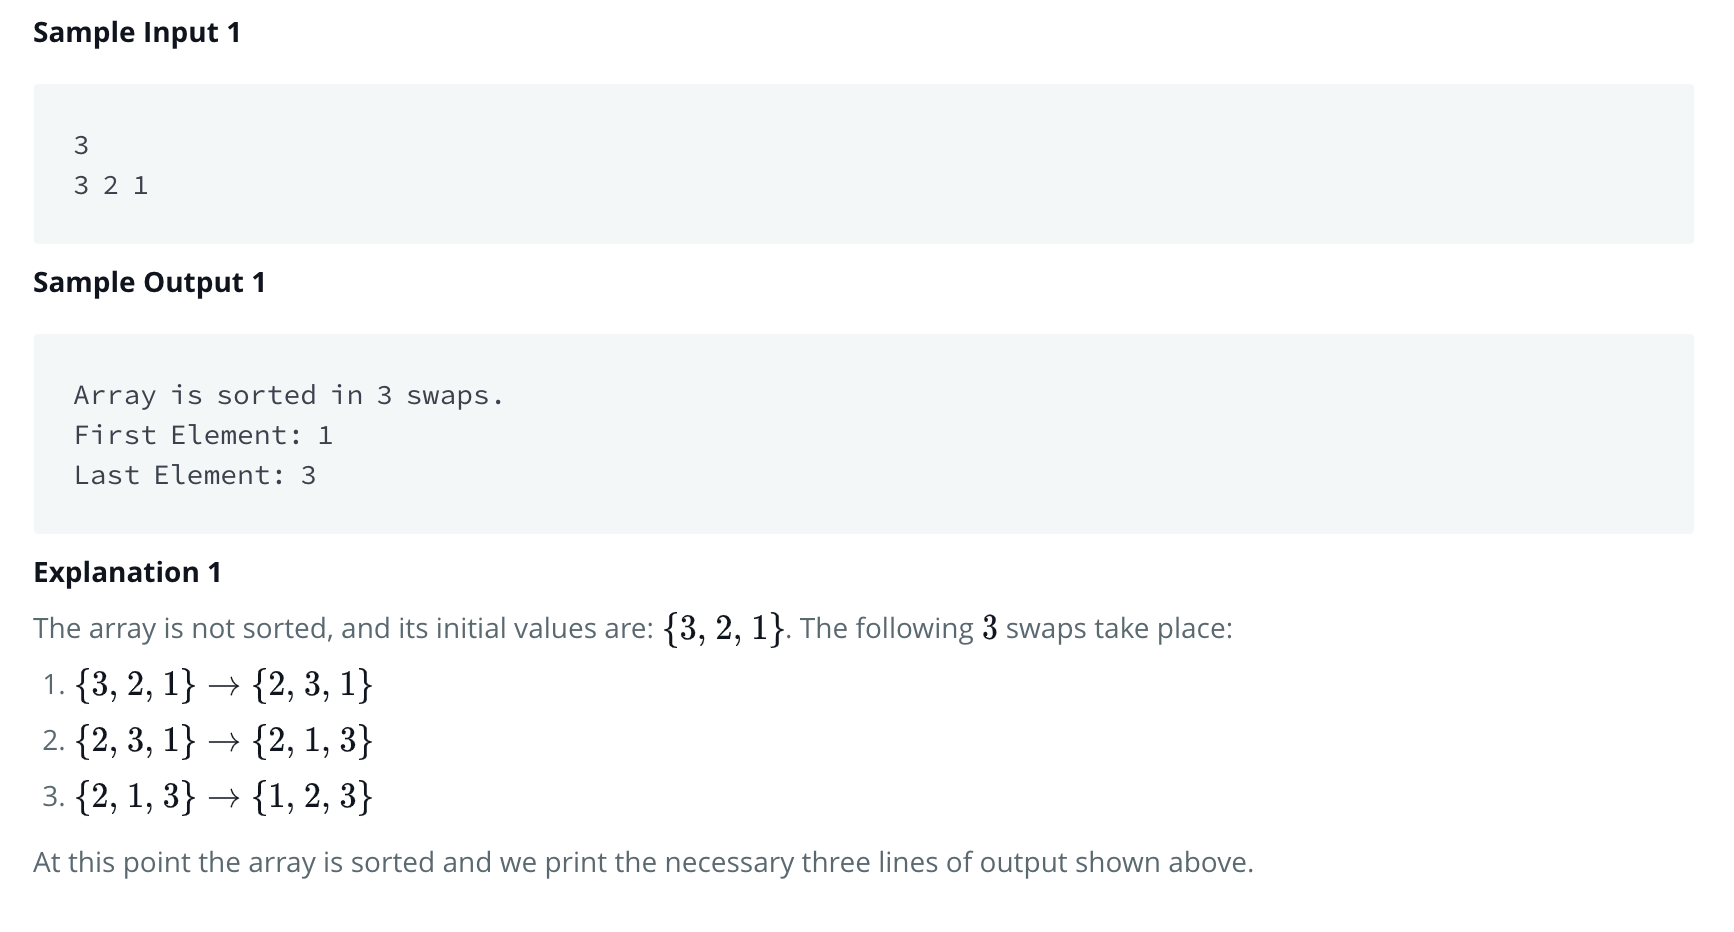 Sample Input 1
3
3 2 1
Sample Output 1
Array is sorted in 3 swaps.
First Element: 1
Last Element: 3
Explanation 1
The array is not sorted, and its initial values are: {3, 2, 1}. The following 3 swaps take place:
1. {3, 2, 1} → {2, 3, 1}
2. {2, 3, 1} → {2, 1, 3}
3. {2, 1, 3} → {1, 2, 3}
At this point the array is sorted and we print the necessary three lines of output shown above.